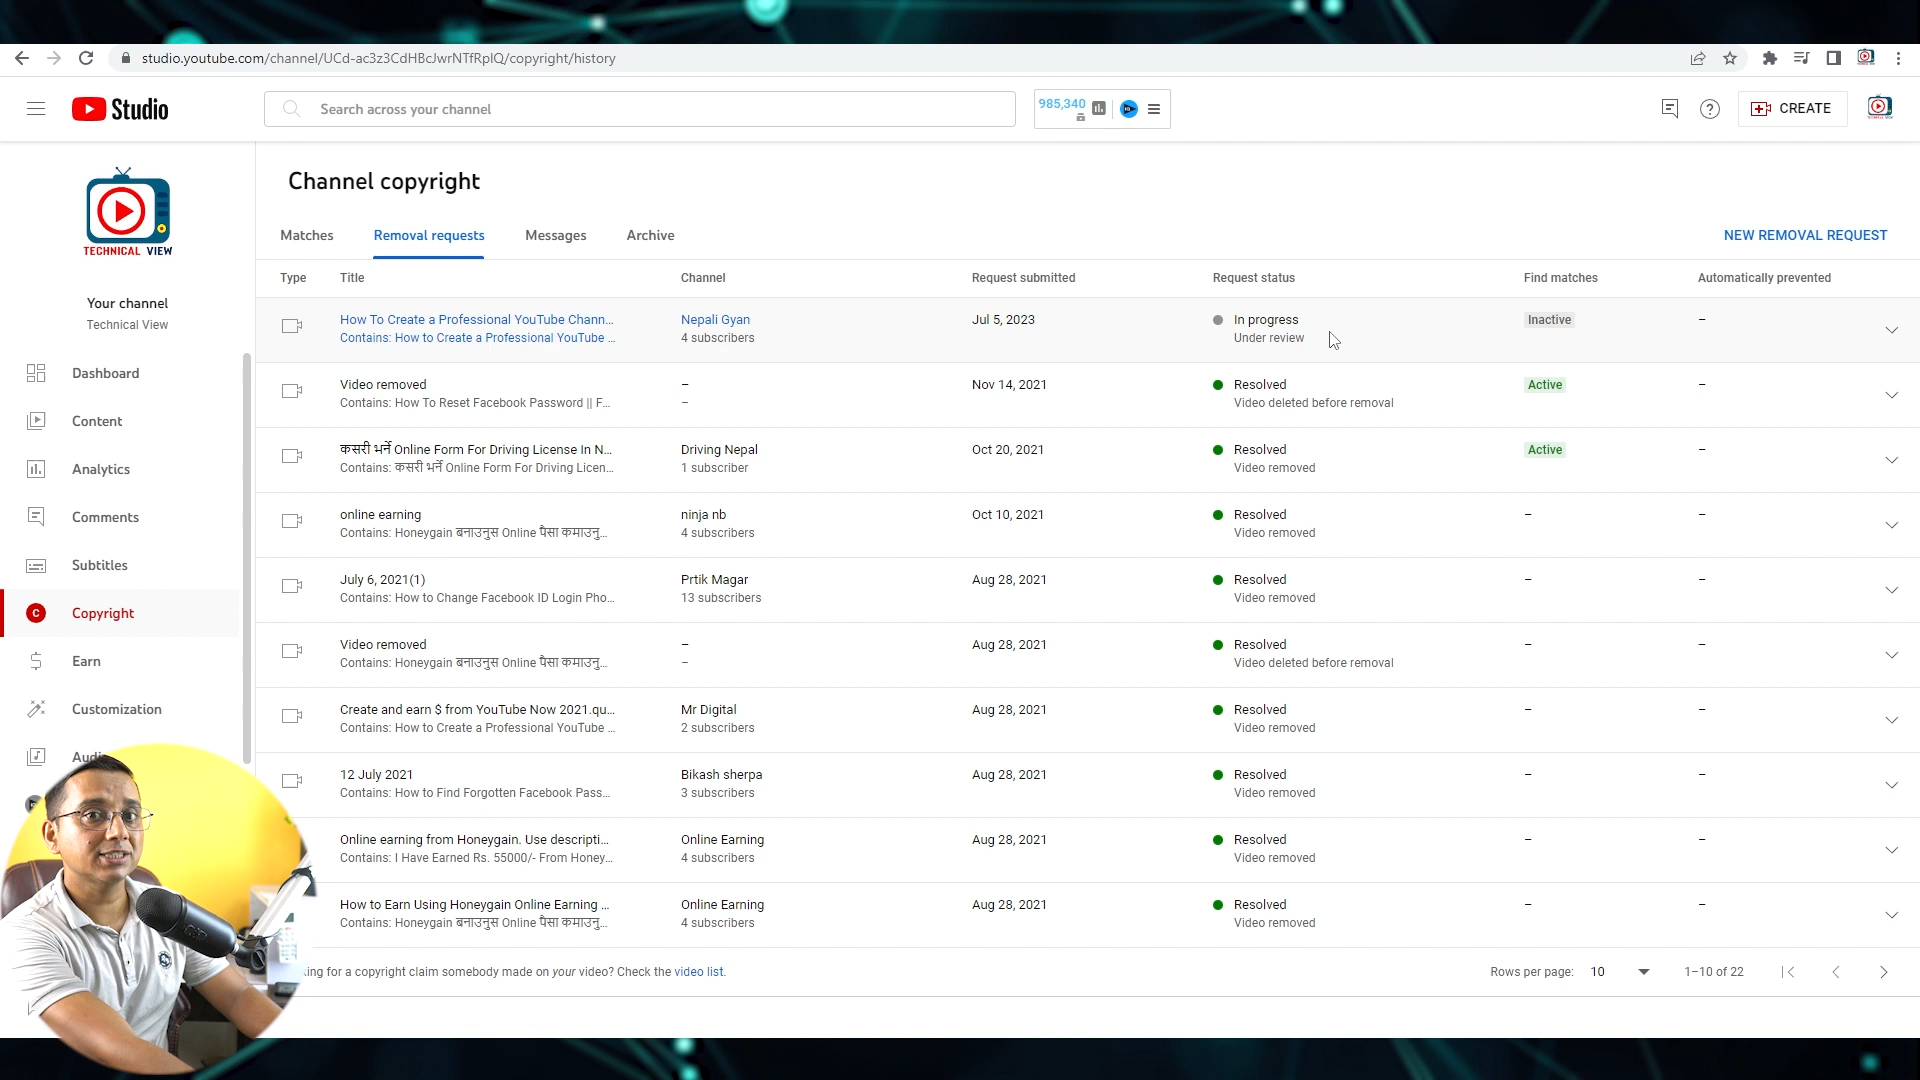 studio.youtube.com/channel/UCd-ac3z3CdHBcJwrNTfRplQ/copyright/history
Studio
Search across your channel
985,340
CREATE
TECHNICAL VIEW
Your channel
Technical View
Dashboard
Content
Analytics
Comments
Subtitles
Copyright
Earn
Customization
Channel copyright
Matches Removal requests Messages Archive NEW REMOVAL REQUEST
Type Title Channel Request submitted Request status Find matches Automatically prevented
How To Create a Professional YouTube Chann... Nepali Gyan Jul 5, 2023 In progress Inactive –
Contains: How to Create a Professional YouTube ... 4 subscribers Under review
Video removed – Nov 14, 2021 Resolved Active –
Contains: How To Reset Facebook Password || F... – Video deleted before removal
कसरी भर्ने Online Form For Driving License In N... Driving Nepal Oct 20, 2021 Resolved Active –
Contains: कसरी भर्ने Online Form For Driving Licen... 1 subscriber Video removed
online earning ninja nb Oct 10, 2021 Resolved – –
Contains: Honeygain बनाउनुस Online पैसा कमाउनु... 4 subscribers Video removed
July 6, 2021(1) Prtik Magar Aug 28, 2021 Resolved – –
Contains: How to Change Facebook ID Login Pho... 13 subscribers Video removed
Video removed – Aug 28, 2021 Resolved – –
Contains: Honeygain बनाउनुस Online पैसा कमाउनु... – Video deleted before removal
Create and earn $ from YouTube Now 2021.qu... Mr Digital Aug 28, 2021 Resolved – –
Contains: How to Create a Professional YouTube ... 2 subscribers Video removed
12 July 2021 Bikash sherpa Aug 28, 2021 Resolved – –
Contains: How to Find Forgotten Facebook Pass... 3 subscribers Video removed
Online earning from Honeygain. Use descripti... Online Earning Aug 28, 2021 Resolved – –
Contains: I Have Earned Rs. 55000/- From Honey... 4 subscribers Video removed
How to Earn Using Honeygain Online Earning ... Online Earning Aug 28, 2021 Resolved – –
Contains: Honeygain बनाउनुस Online पैसा कमाउनु... 4 subscribers Video removed
for a copyright claim somebody made on your video? Check the video list. Rows per page: 10 1–10 of 22